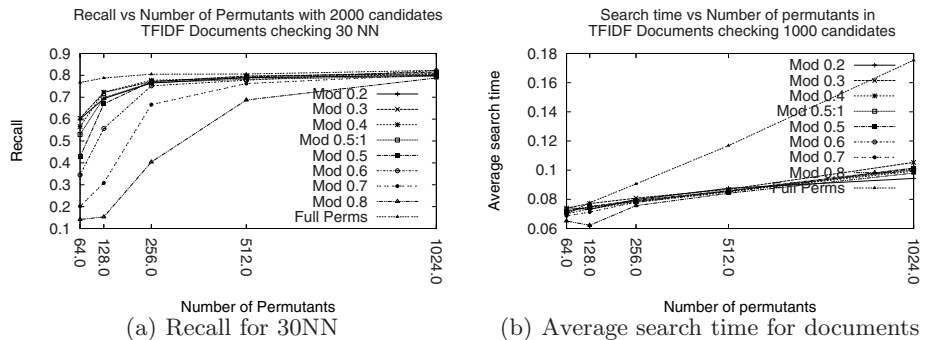 Recall vs Number of Permutants with 2000 candidates
TFIDF Documents checking 30 NN
0.9
0.8
0.7
0.6
0.5
0.4
0.3
0.2
0.1
Recall
Mod 0.2
Mod 0.3
Mod 0.4
Mod 0.5:1
Mod 0.5
Mod 0.6
Mod 0.7
Mod 0.8
Full Perms
64.0
128.0
256.0
512.0
1024.0
Number of Permutants
(a) Recall for 30NN
Search time vs Number of permutants in
TFIDF Documents checking 1000 candidates
0.18
0.16
0.14
0.12
0.1
0.08
0.06
Average search time
Mod 0.2
Mod 0.3
Mod 0.4
Mod 0.5:1
Mod 0.5
Mod 0.6
Mod 0.7
Mod 0.8
Full Perms
64.0
128.0
256.0
512.0
1024.0
Number of permutants
(b) Average search time for documents